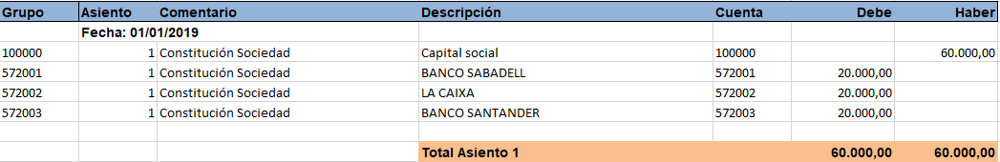 Grupo Asiento Comentario Descripción Cuenta Debe Haber
Fecha: 01/01/2019
100000 1 Constitución Sociedad Capital social 100000 60.000,00
572001 1 Constitución Sociedad BANCO SABADELL 572001 20.000,00
572002 1 Constitución Sociedad LA CAIXA 572002 20.000,00
572003 1 Constitución Sociedad BANCO SANTANDER 572003 20.000,00
Total Asiento 1 60.000,00 60.000,00